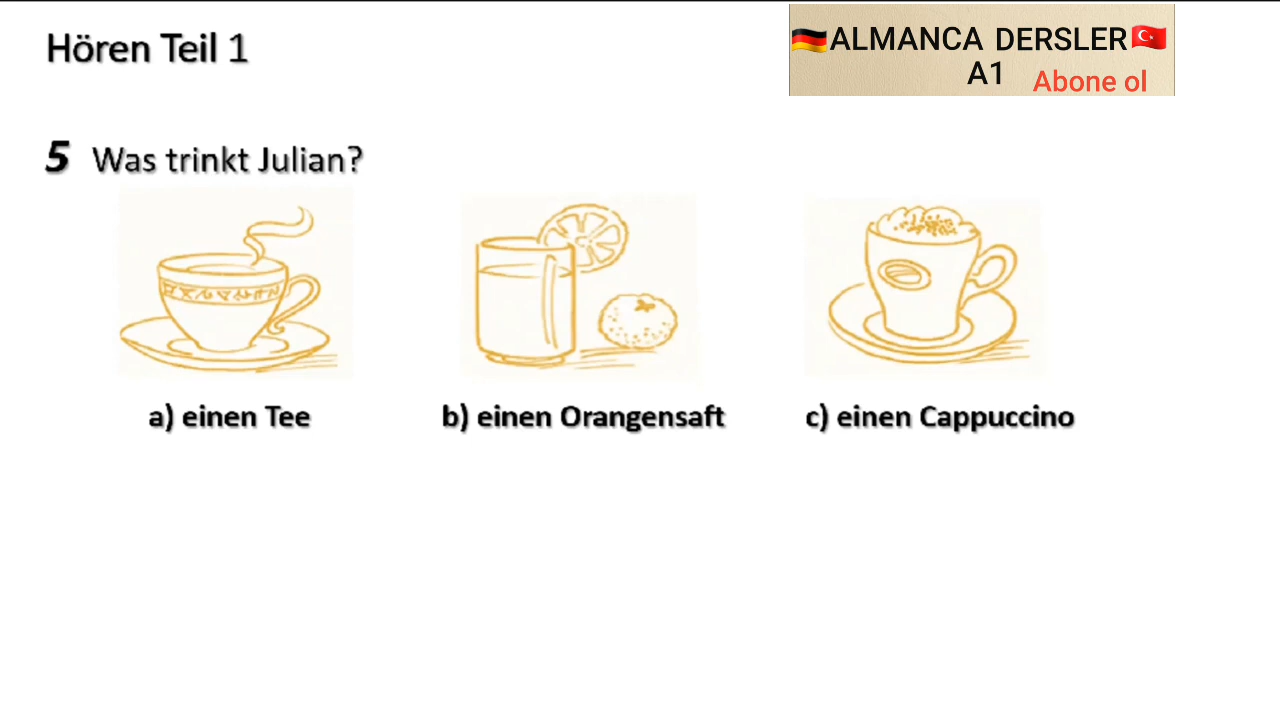 Hören Teil 1
🇩🇪ALMANCA DERSLER🇹🇷
A1 Abone ol
5 Was trinkt Julian?
a) einen Tee b) einen Orangensaft c) einen Cappuccino